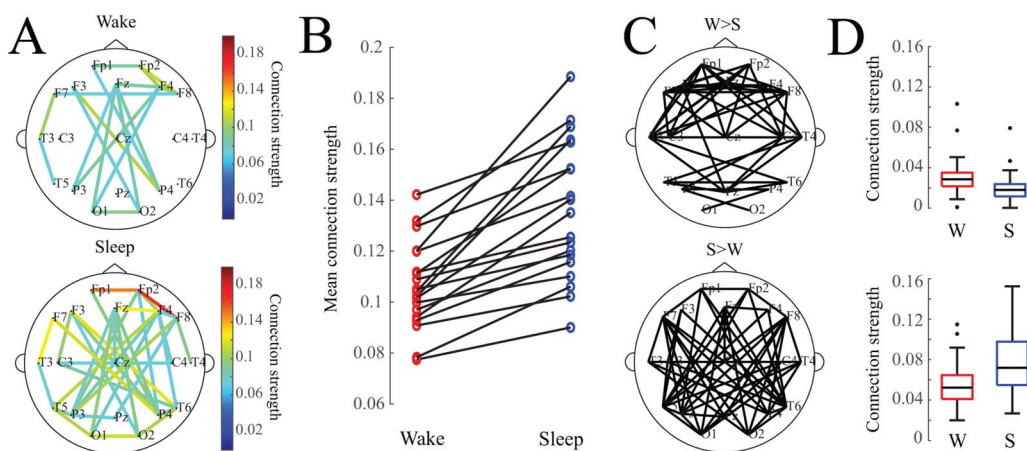 A
Wake
Fp1 Fp2
F7 F3 Fz F4 F8
T3 C3 Cz C4 T4
T5 P3 Pz P4 T6
O1 O2
0.18
0.14
0.1
0.06
0.02
Connection strength
Sleep
Fp1 Fp2
F7 F3 Fz F4 F8
T3 C3 Cz C4 T4
T5 P3 Pz P4 T6
O1 O2
0.18
0.14
0.1
0.06
0.02
Connection strength
B
Mean connection strength
0.2
0.18
0.16
0.14
0.12
0.1
0.08
0.06
Wake Sleep
C
W>S
Fp1 Fp2
F8
C3 Cz C4 T4
Pz P4 T6
O1 O2
S>W
Fp1 Fp2
F7 F3 F4 F8
T3 C4 T4
T6
O1 O2
D
Connection strength
0.16
0.12
0.08
0.04
0
W S
Connection strength
0.16
0.12
0.08
0.04
0
W S